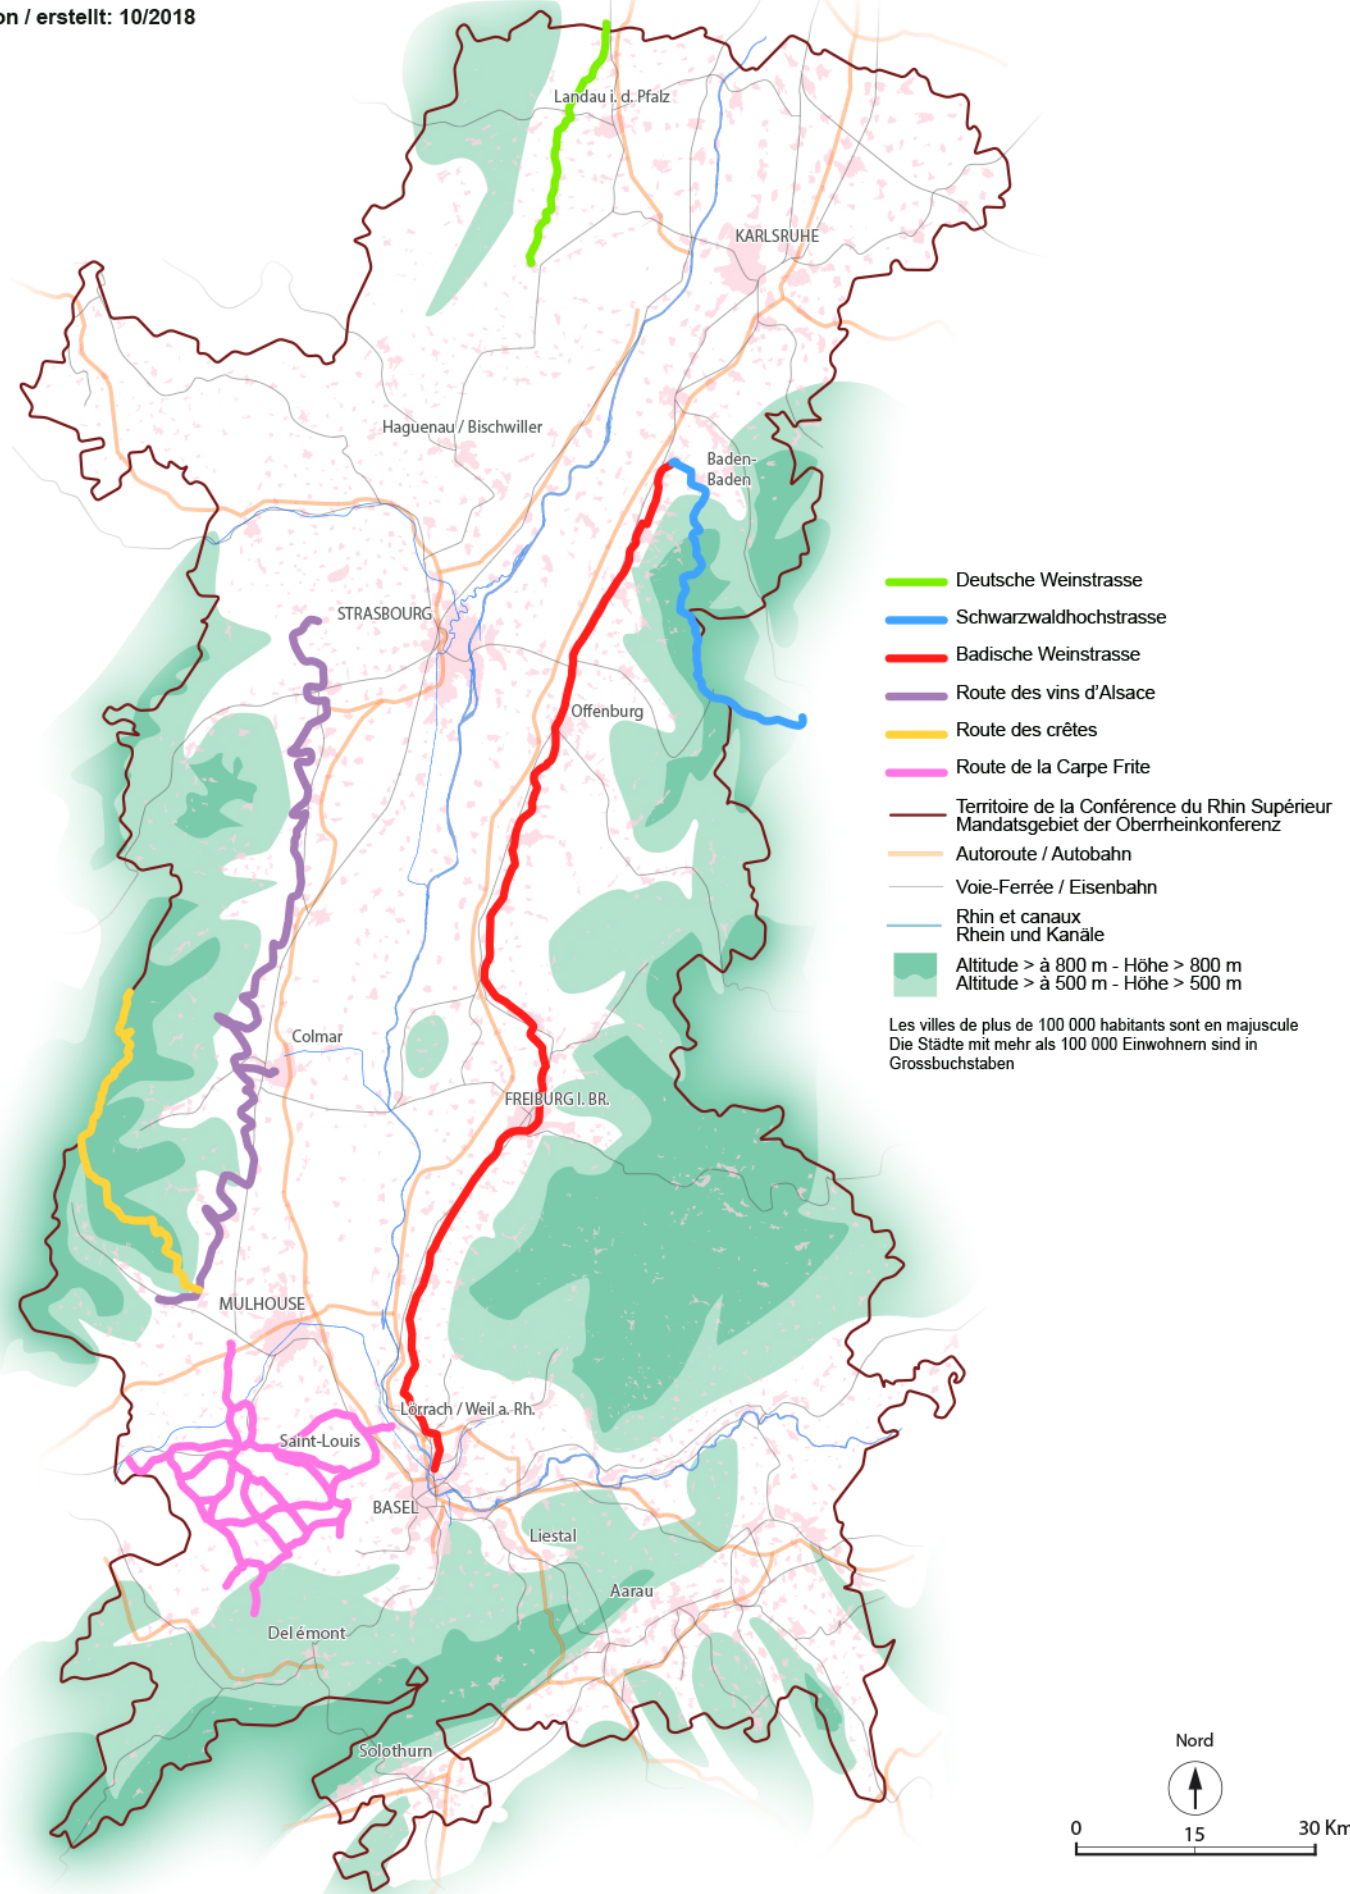 on / erstellt: 10/2018
Landau i. d. Pfalz
KARLSRUHE
Haguenau / Bischwiller
Baden-
Baden
STRASBOURG
Offenburg
Colmar
FREIBURG I. BR.
MULHOUSE
Lörrach / Weil a. Rh.
Saint-Louis
BASEL
Liestal
Aarau
Del émont
Solothurn
Deutsche Weinstrasse
Schwarzwaldhochstrasse
Badische Weinstrasse
Route des vins d'Alsace
Route des crêtes
Route de la Carpe Frite
Territoire de la Conférence du Rhin Supérieur
Mandatsgebiet der Oberrheinkonferenz
Autoroute / Autobahn
Voie-Ferrée / Eisenbahn
Rhin et canaux
Rhein und Kanäle
Altitude > à 800 m - Höhe > 800 m
Altitude > à 500 m - Höhe > 500 m
Les villes de plus de 100 000 habitants sont en majuscule
Die Städte mit mehr als 100 000 Einwohnern sind in
Grossbuchstaben
Nord
0 15 30 Km